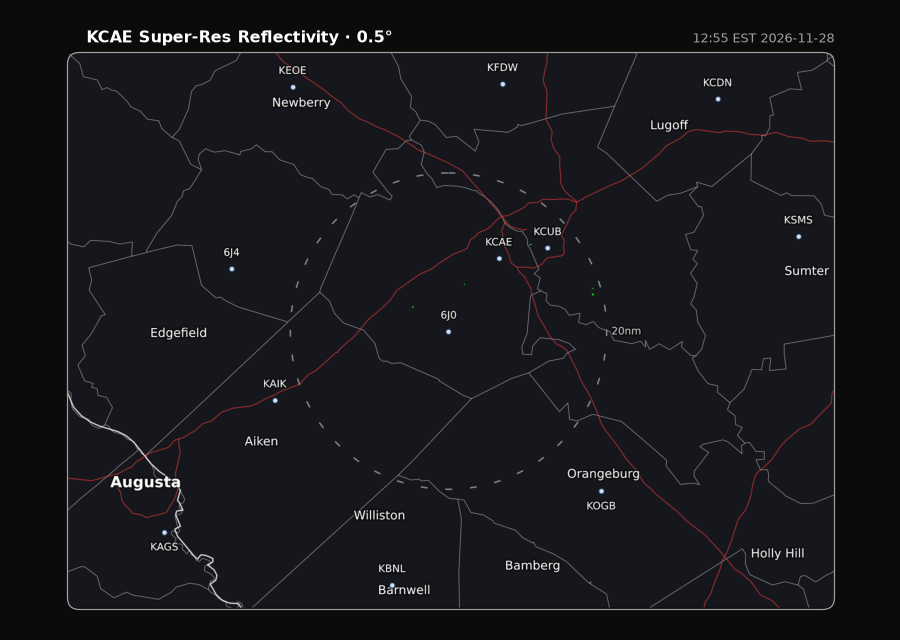 KCAE Super-Res Reflectivity · 0.5°
12:55 EST 2026-11-28
KEOE
Newberry
KFDW
KCDN
Lugoff
KSMS
Sumter
6J4
KCAE
KCUB
Edgefield
6J0
20nm
KAIK
Aiken
Augusta
Orangeburg
KOGB
Williston
KAGS
Holly Hill
KBNL
Barnwell
Bamberg